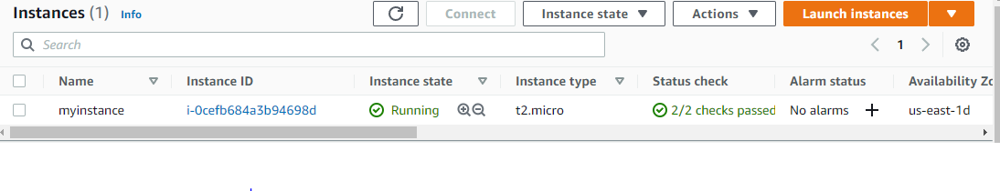 Instances (1) Info Connect Instance state Actions Launch instances
Search 1
Name Instance ID Instance state Instance type Status check Alarm status Availability Zo
myinstance i-0cefb684a3b94698d Running t2.micro 2/2 checks passed No alarms us-east-1d